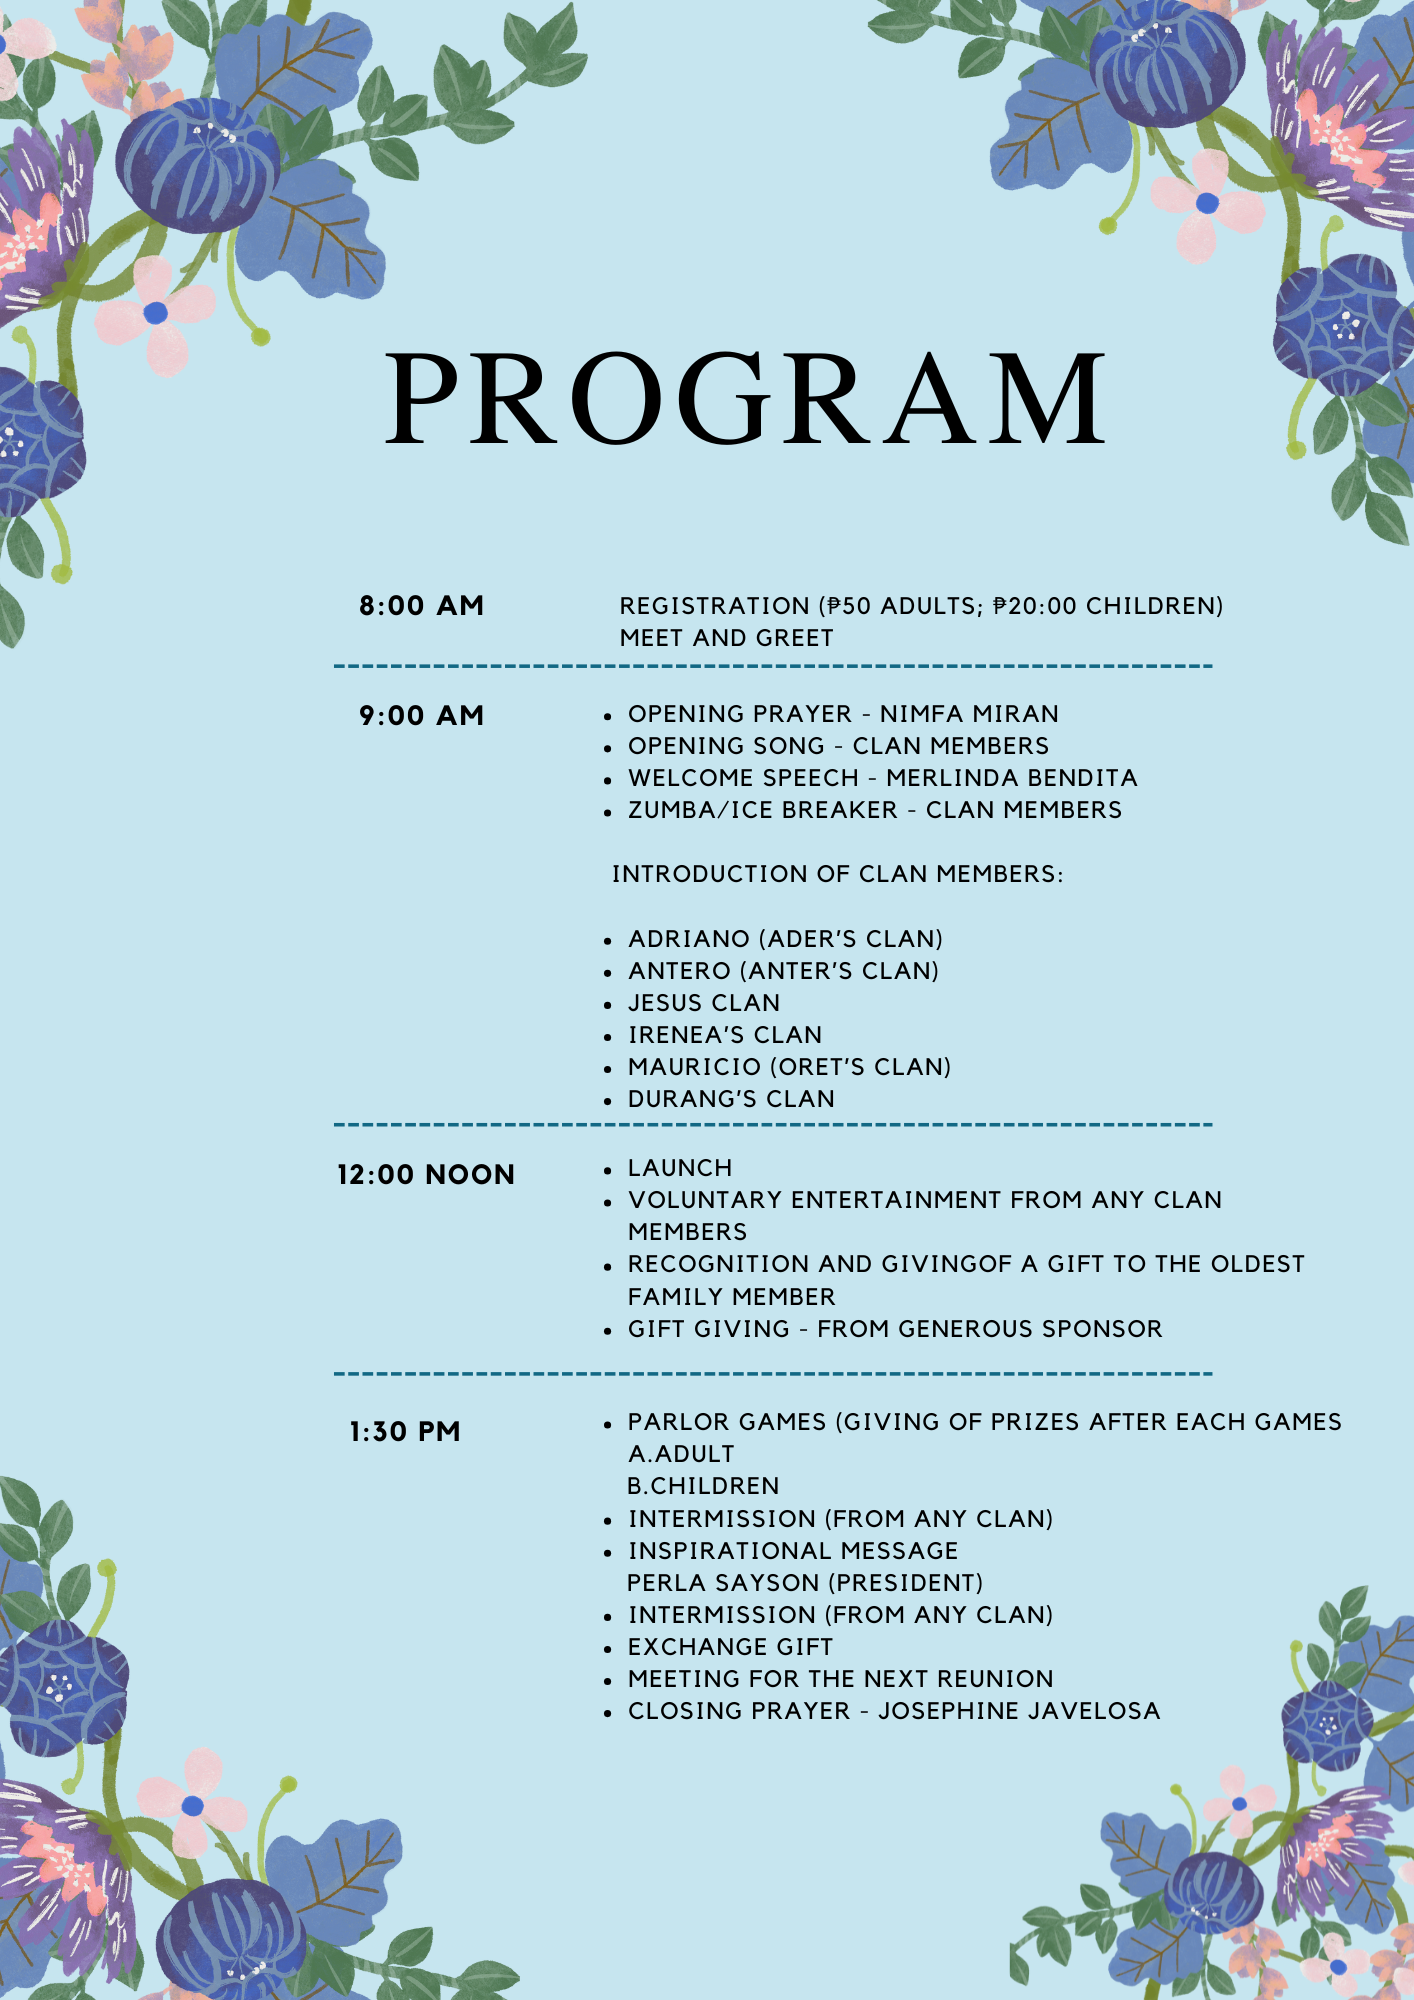 PROGRAM
8:00 AM
REGISTRATION (₱50 ADULTS; ₱20:00 CHILDREN)
MEET AND GREET
9:00 AM
• OPENING PRAYER - NIMFA MIRAN
• OPENING SONG - CLAN MEMBERS
• WELCOME SPEECH - MERLINDA BENDITA
• ZUMBA/ICE BREAKER - CLAN MEMBERS
INTRODUCTION OF CLAN MEMBERS:
• ADRIANO (ADER'S CLAN)
• ANTERO (ANTER'S CLAN)
• JESUS CLAN
• IRENEA'S CLAN
• MAURICIO (ORET'S CLAN)
• DURANG'S CLAN
12:00 NOON
• LAUNCH
• VOLUNTARY ENTERTAINMENT FROM ANY CLAN
MEMBERS
• RECOGNITION AND GIVINGOF A GIFT TO THE OLDEST
FAMILY MEMBER
• GIFT GIVING - FROM GENEROUS SPONSOR
1:30 PM
• PARLOR GAMES (GIVING OF PRIZES AFTER EACH GAMES
A.ADULT
B.CHILDREN
• INTERMISSION (FROM ANY CLAN)
• INSPIRATIONAL MESSAGE
PERLA SAYSON (PRESIDENT)
• INTERMISSION (FROM ANY CLAN)
• EXCHANGE GIFT
• MEETING FOR THE NEXT REUNION
• CLOSING PRAYER - JOSEPHINE JAVELOSA